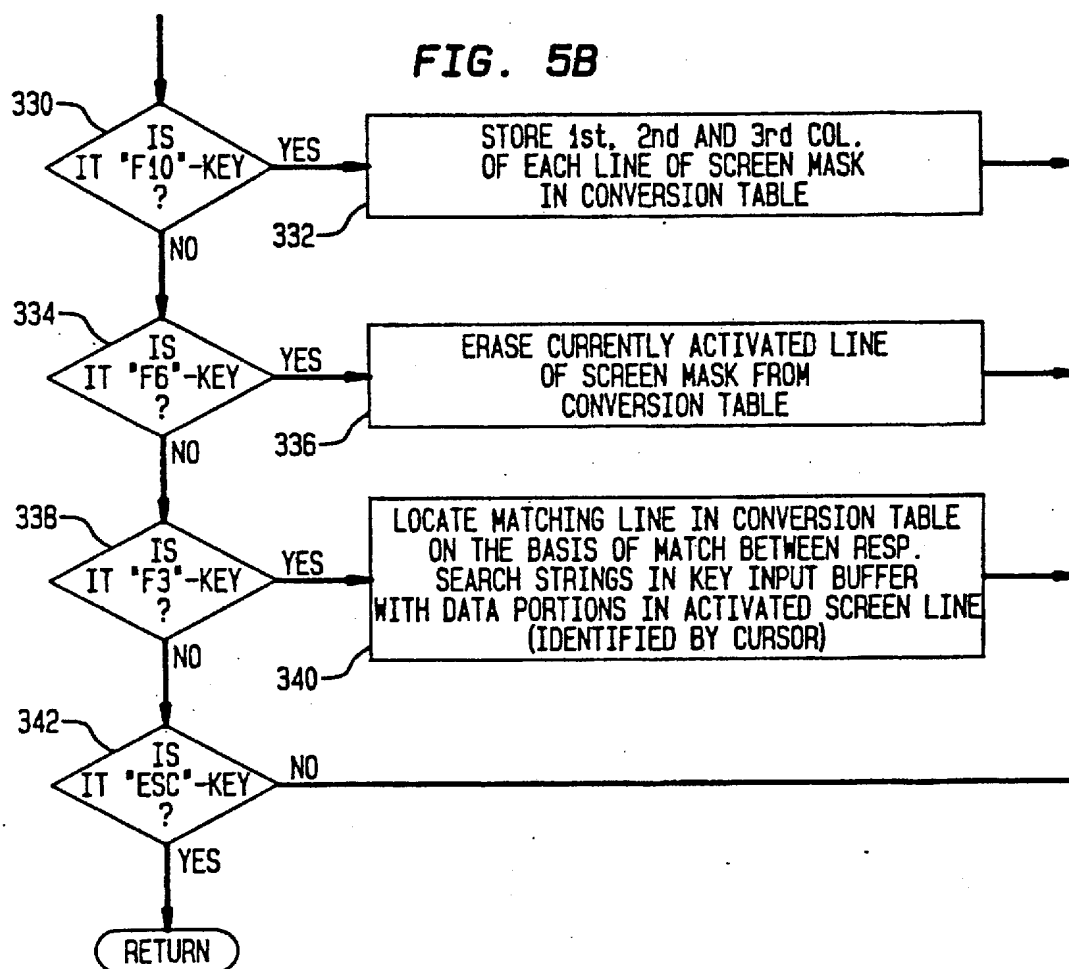 FIG. 5B
330
IS
IT "F10"-KEY
?
YES
STORE 1st, 2nd AND 3rd COL.
OF EACH LINE OF SCREEN MASK
IN CONVERSION TABLE
332
NO
334
IS
IT "F6"-KEY
?
YES
ERASE CURRENTLY ACTIVATED LINE
OF SCREEN MASK FROM
CONVERSION TABLE
336
NO
338
IS
IT "F3"-KEY
?
YES
LOCATE MATCHING LINE IN CONVERSION TABLE
ON THE BASIS OF MATCH BETWEEN RESP.
SEARCH STRINGS IN KEY INPUT BUFFER
WITH DATA PORTIONS IN ACTIVATED SCREEN LINE
(IDENTIFIED BY CURSOR)
340
NO
342
IS
IT "ESC"-KEY
?
NO
YES
RETURN